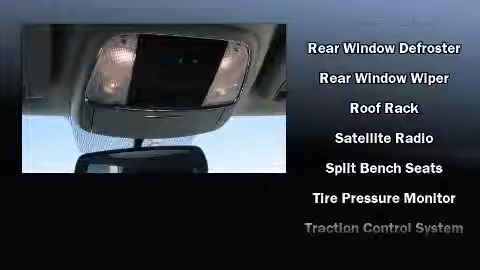 Rear Window Defroster
Rear Window Wiper
Roof Rack
Satellite Radio
Split Bench Seats
Tire Pressure Monitor
Traction Control System